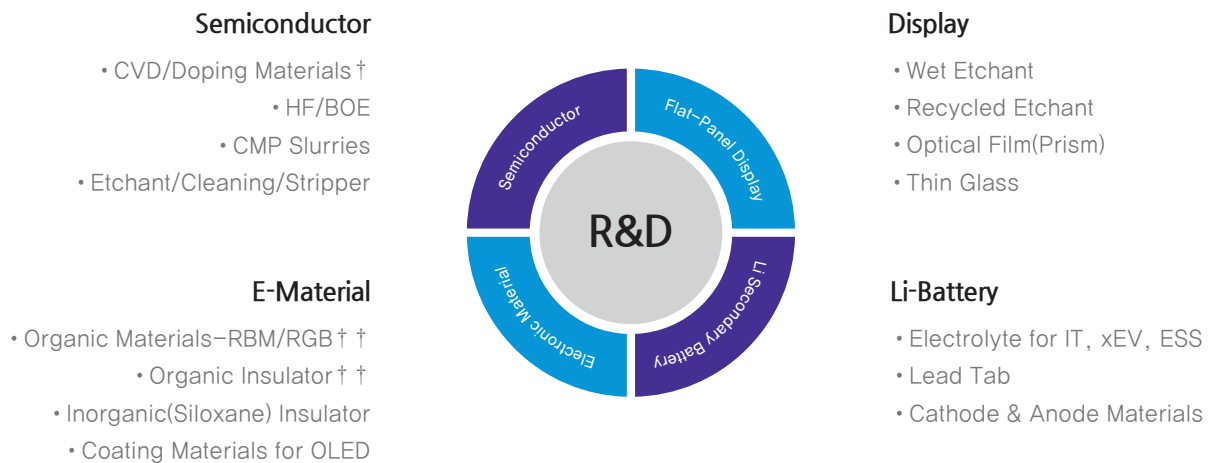 Semiconductor
• CVD/Doping Materials †
• HF/BOE
• CMP Slurries
• Etchant/Cleaning/Stripper
Display
• Wet Etchant
• Recycled Etchant
• Optical Film(Prism)
• Thin Glass
Semiconductor
Flat-Panel Display
R&D
Electronic Material
Li Secondary Battery
E-Material
• Organic Materials-RBM/RGB† †
• Organic Insulator† †
• Inorganic(Siloxane) Insulator
• Coating Materials for OLED
Li-Battery
• Electrolyte for IT, xEV, ESS
• Lead Tab
• Cathode & Anode Materials